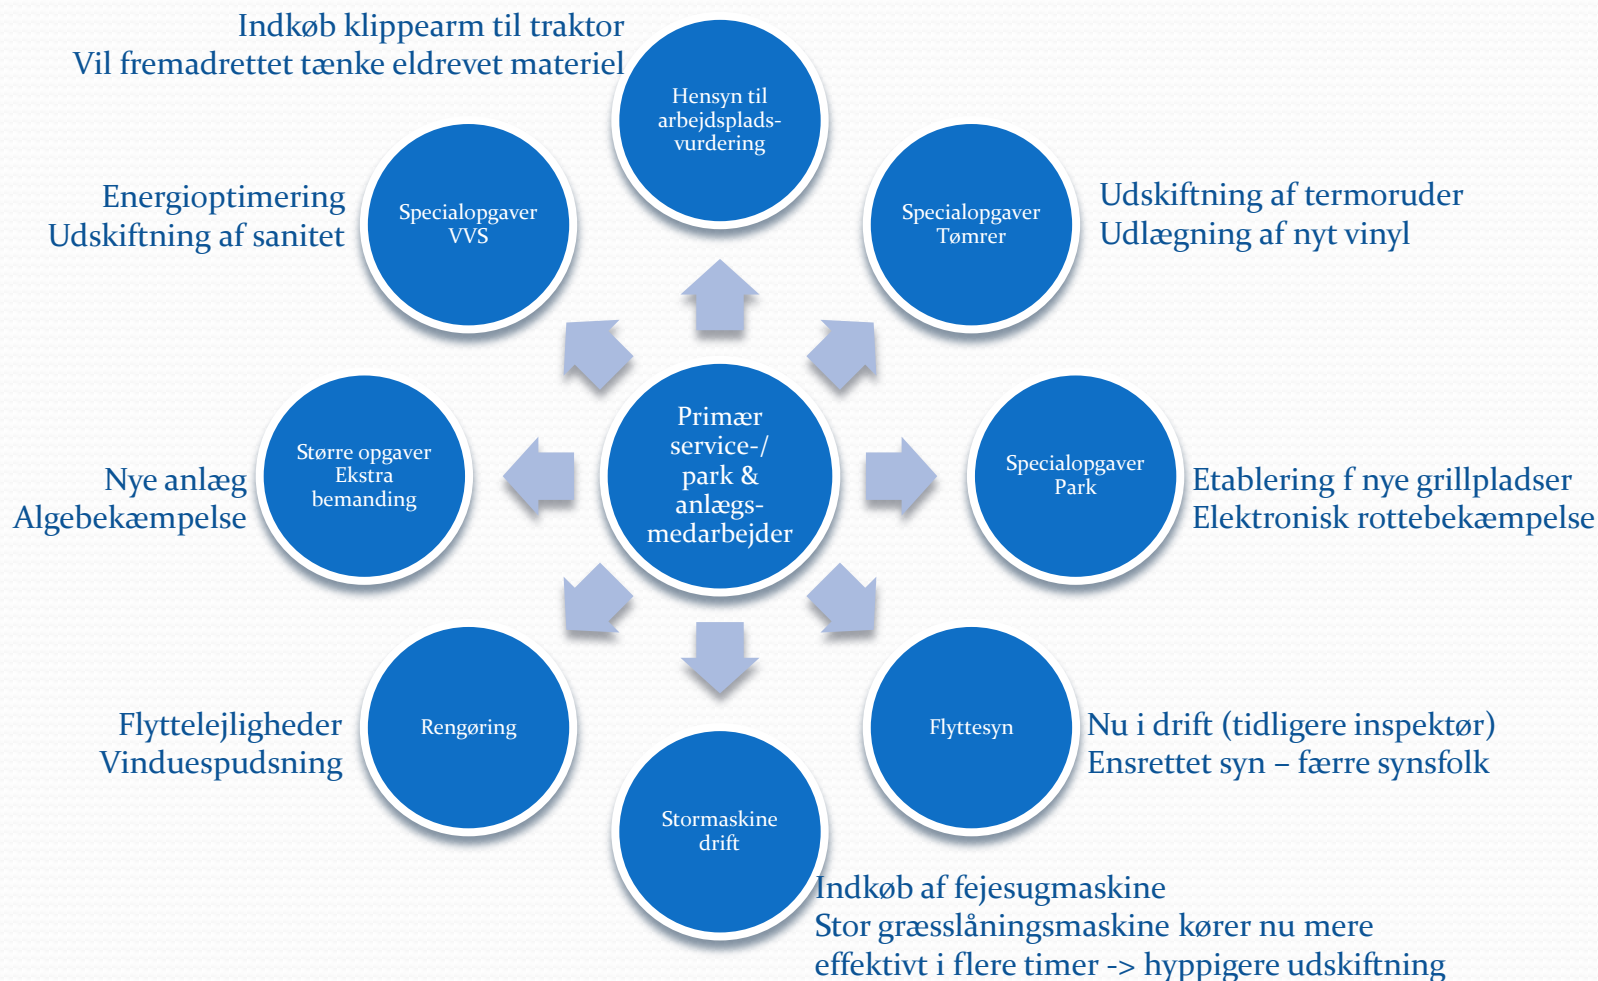 Indkøb klippearm til traktor
Vil fremadrettet tænke eldrevet materiel
Hensyn til
arbejdsplads-
vurdering
Specialopgaver
Tømrer
Udskiftning af termoruder
Udlægning af nyt vinyl
Specialopgaver
Park
Etablering f nye grillpladser
Elektronisk rottebekæmpelse
Flyttesyn
Nu i drift (tidligere inspektør)
Ensrettet syn – færre synsfolk
Stormaskine
drift
Indkøb af fejesugmaskine
Stor græsslåningsmaskine kører nu mere
effektivt i flere timer -> hyppigere udskiftning
Rengøring
Flyttelejligheder
Vinduespudsning
Større opgaver
Ekstra
bemanding
Nye anlæg
Algebekæmpelse
Specialopgaver
VVS
Energioptimering
Udskiftning af sanitet
Primær
service-/
park &
anlægs-
medarbejder